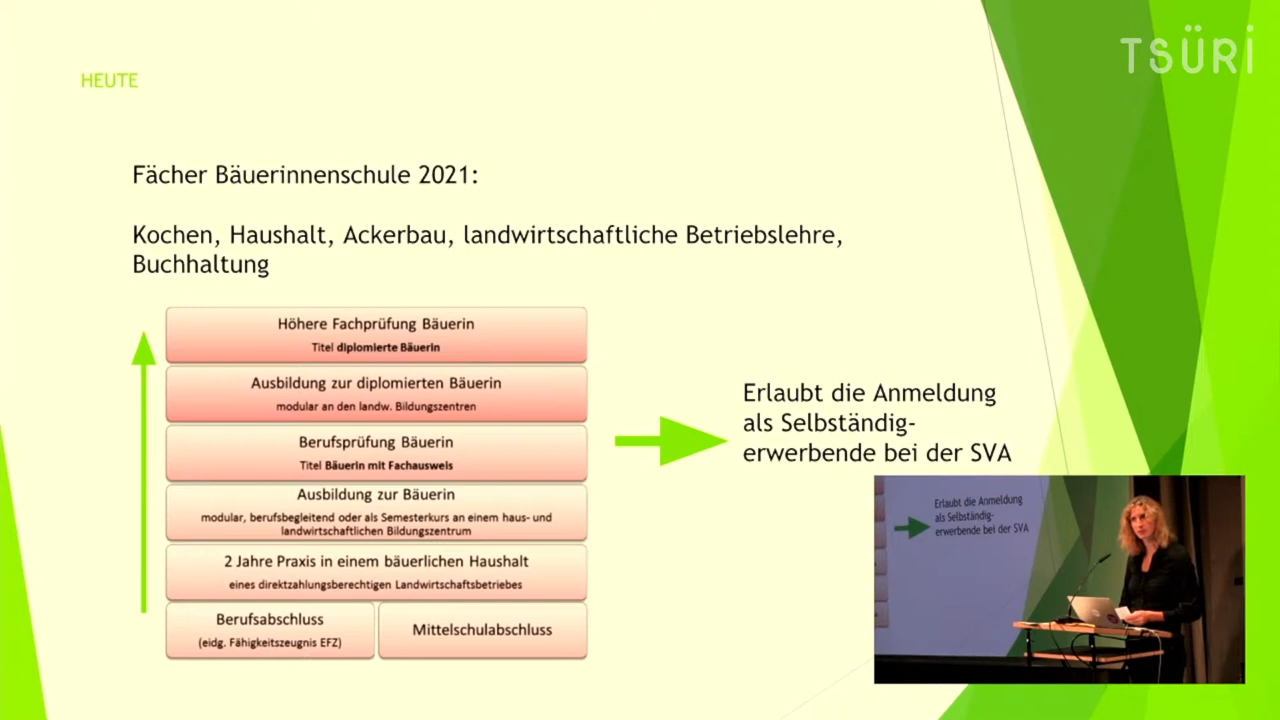 TSÜRI
HEUTE
Fächer Bäuerinnenschule 2021:
Kochen, Haushalt, Ackerbau, landwirtschaftliche Betriebslehre,
Buchhaltung
Höhere Fachprüfung Bäuerin
Titel diplomierte Bäuerin
Ausbildung zur diplomierten Bäuerin
modular an den landw. Bildungszentren
Berufsprüfung Bäuerin
Titel Bäuerin mit Fachausweis
Ausbildung zur Bäuerin
modular, berufsbegleitend oder als Semesterkurs an einem haus- und
landwirtschaftlichen Bildungszentrum
2 Jahre Praxis in einem bäuerlichen Haushalt
eines direktzahlungsberechtigen Landwirtschaftsbetriebes
Berufsabschluss
(eidg. Fähigkeitszeugnis EFZ)
Mittelschulabschluss
Erlaubt die Anmeldung
als Selbständig-
erwerbende bei der SVA
Erlaubt die Anmeldung
als Selbständig-
erwerbende bei der SVA